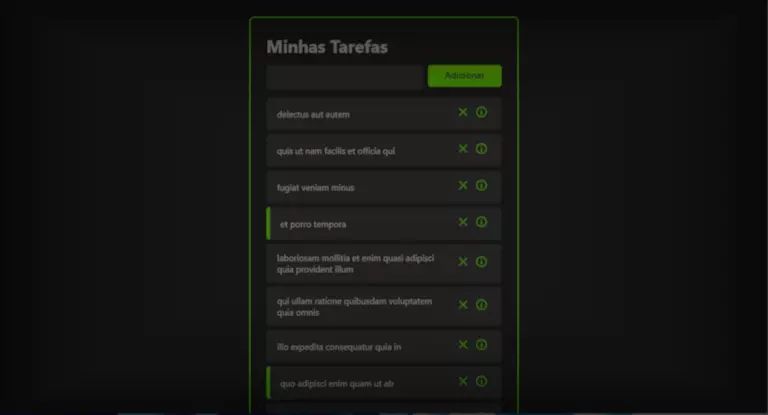 Minhas Tarefas
Adicionar
delectus aut autem
quis ut nam facilis et officia qui
fugiat veniam minus
et porro tempora
laboriosam mollitia et enim quasi adipisci
quia provident illum
qui ullam ratione quibusdam voluptatem
quia omnis
illo expedita consequatur quia in
quo adipisci enim quam ut ab